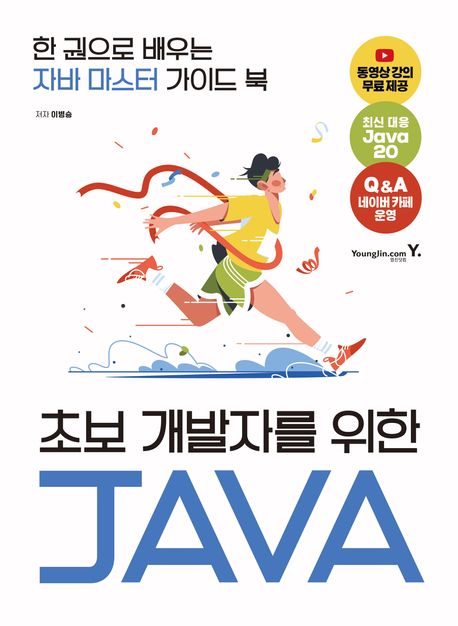 한 권으로 배우는
자바 마스터 가이드 북
저자 이병승
동영상 강의
무료 제공
최신 대응
Java
20
Q & A
네이버 카페
운영
YoungJin.com Y.
영진닷컴
초보 개발자를 위한
JAVA